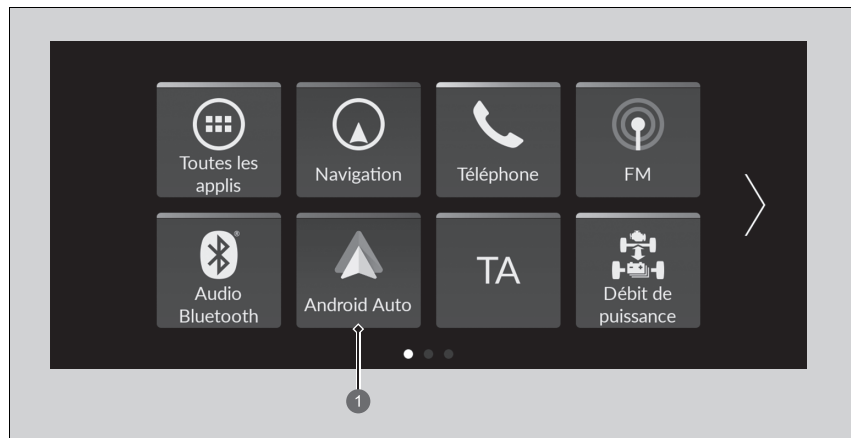 Toutes les
applis
Navigation
Téléphone
FM
Audio
Bluetooth
®
Android Auto
TA
Débit de
puissance
1